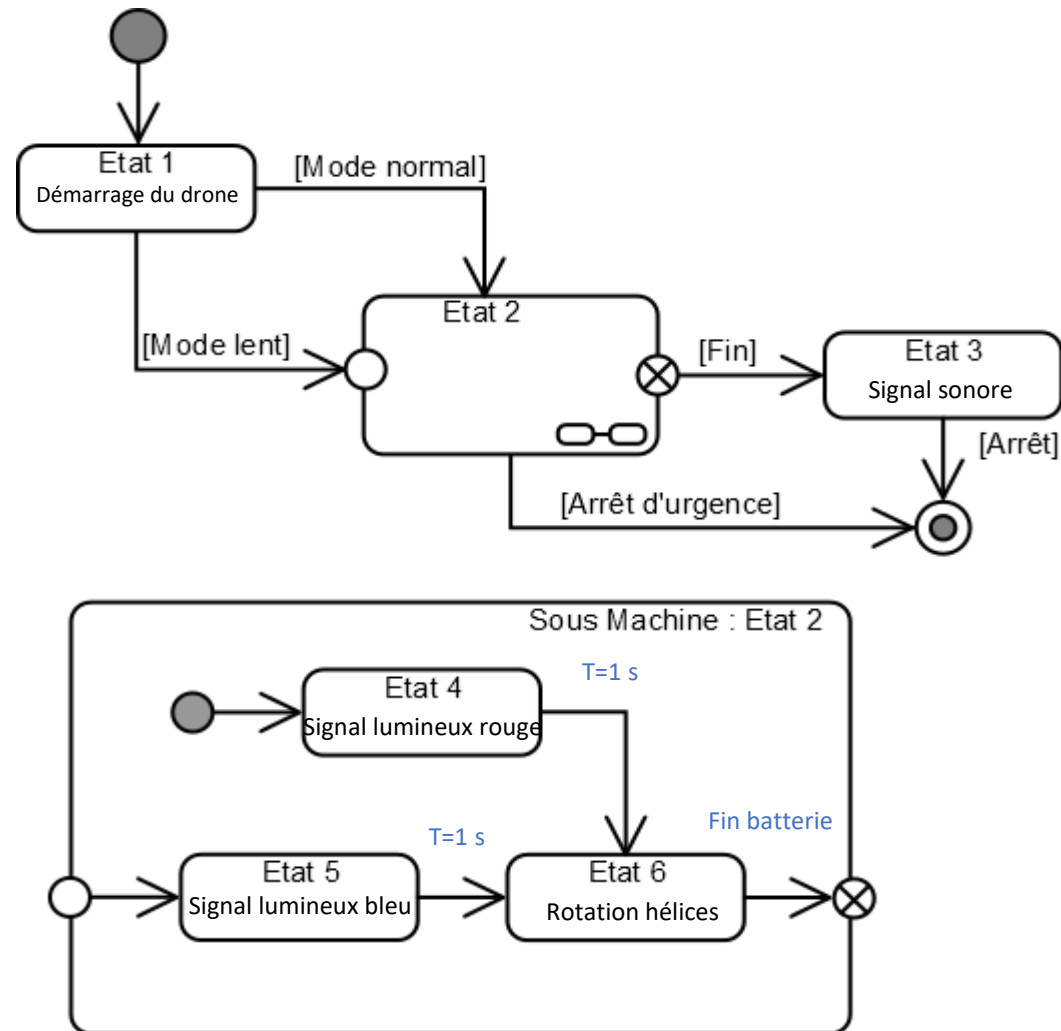 Etat 1
Démarrage du drone
[Mode normal]
Etat 2
[Mode lent]
[Fin]
Etat 3
Signal sonore
[Arrêt]
[Arrêt d'urgence]
Sous Machine : Etat 2
T=1 s
Etat 4
Signal lumineux rouge
Fin batterie
T=1 s
Etat 5
Signal lumineux bleu
Etat 6
Rotation hélices